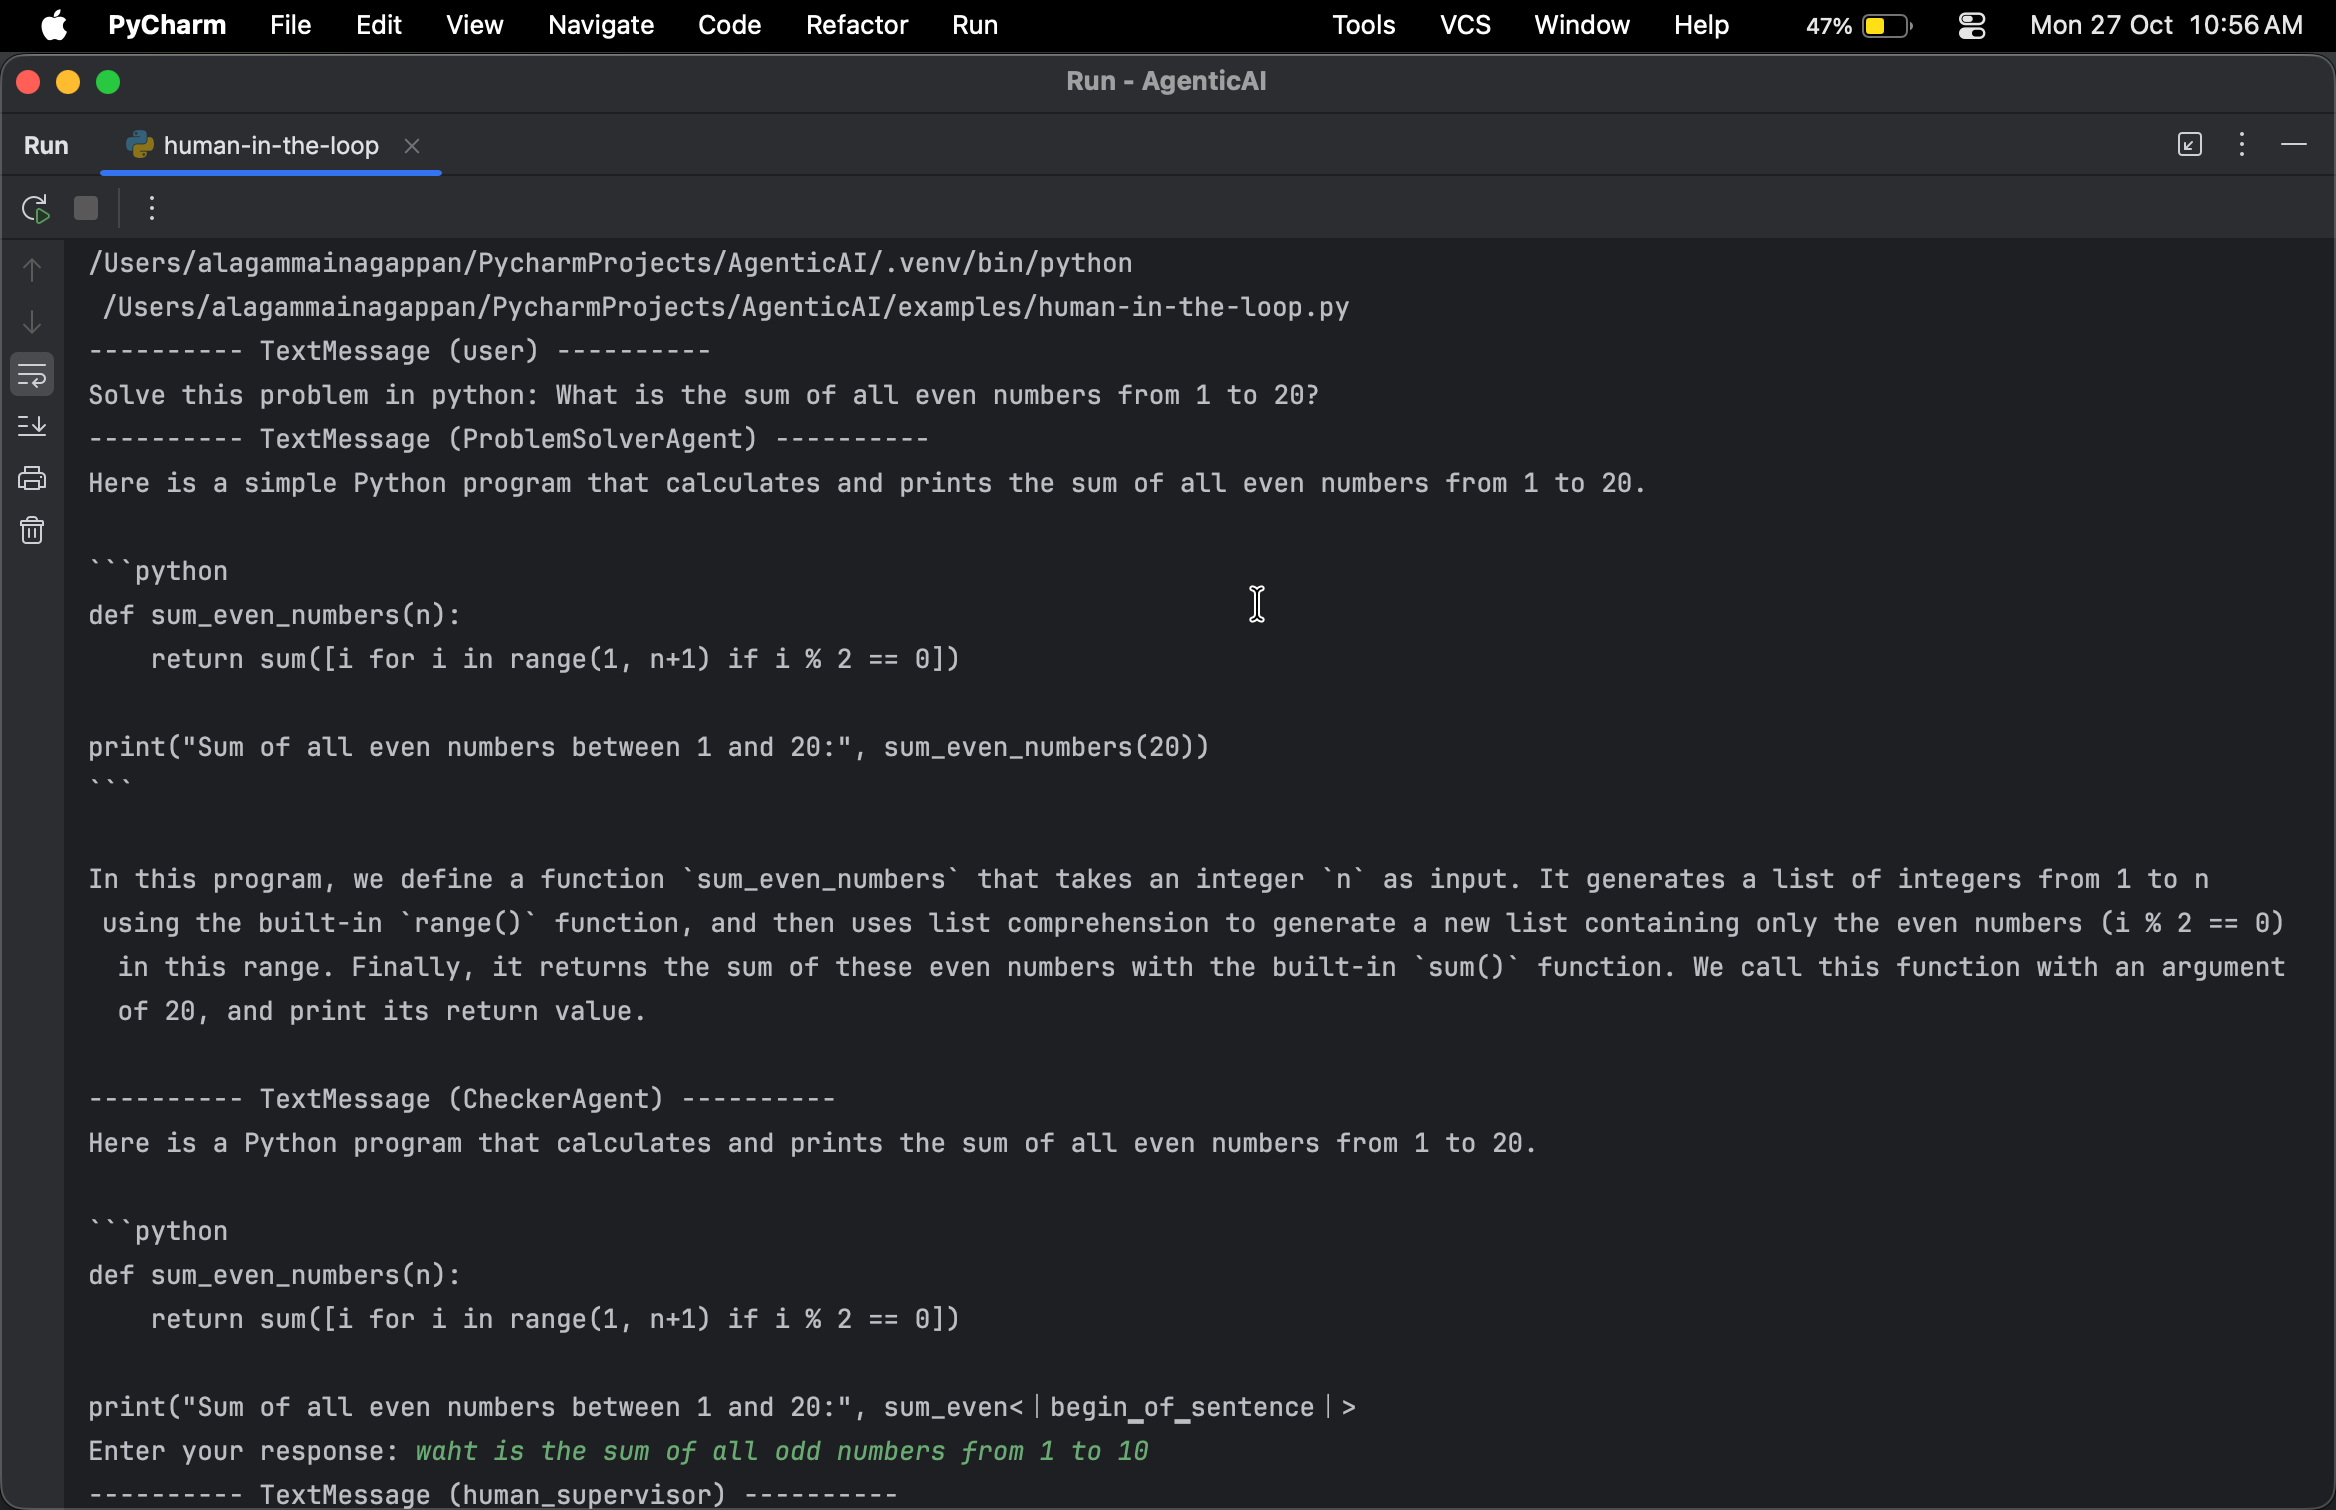 PyCharm File Edit View Navigate Code Refactor Run Tools VCS Window Help 47% Mon 27 Oct 10:56 AM
Run - AgenticAI
Run human-in-the-loop
/Users/alagammainagappan/PycharmProjects/AgenticAI/.venv/bin/python
/Users/alagammainagappan/PycharmProjects/AgenticAI/examples/human-in-the-loop.py
---------- TextMessage (user) ----------
Solve this problem in python: What is the sum of all even numbers from 1 to 20?
---------- TextMessage (ProblemSolverAgent) ----------
Here is a simple Python program that calculates and prints the sum of all even numbers from 1 to 20.
```python
def sum_even_numbers(n):
    return sum([i for i in range(1, n+1) if i % 2 == 0])
print("Sum of all even numbers between 1 and 20:", sum_even_numbers(20))
```
In this program, we define a function `sum_even_numbers` that takes an integer `n` as input. It generates a list of integers from 1 to n
using the built-in `range()` function, and then uses list comprehension to generate a new list containing only the even numbers (i % 2 == 0)
in this range. Finally, it returns the sum of these even numbers with the built-in `sum()` function. We call this function with an argument
of 20, and print its return value.
---------- TextMessage (CheckerAgent) ----------
Here is a Python program that calculates and prints the sum of all even numbers from 1 to 20.
```python
def sum_even_numbers(n):
    return sum([i for i in range(1, n+1) if i % 2 == 0])
print("Sum of all even numbers between 1 and 20:", sum_even<｜begin▁of▁sentence｜>
Enter your response: waht is the sum of all odd numbers from 1 to 10
---------- TextMessage (human_supervisor) ----------